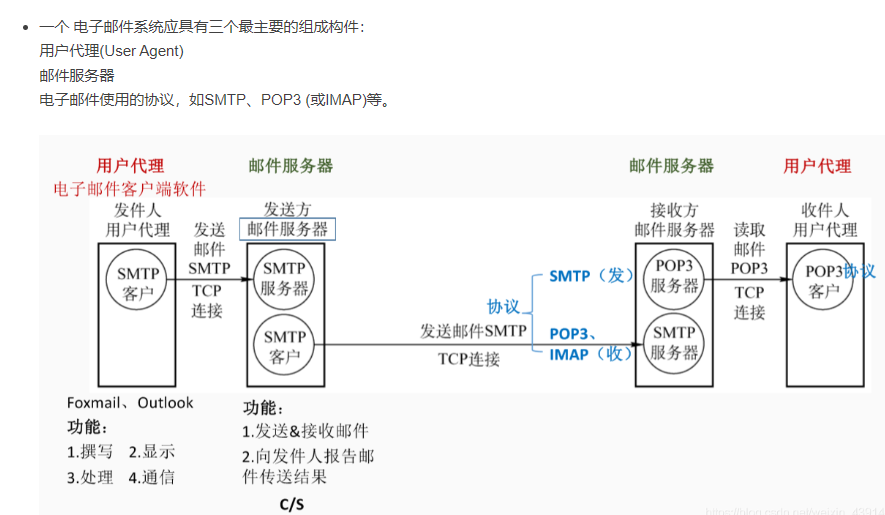 一个 电子邮件系统应具有三个最主要的组成构件：
用户代理(User Agent)
邮件服务器
电子邮件使用的协议，如SMTP、POP3 (或IMAP)等。
用户代理
邮件服务器
邮件服务器
用户代理
电子邮件客户端软件
发件人
用户代理
发送
邮件
SMTP
TCP
连接
发送方
邮件服务器
接收方
邮件服务器
读取
邮件
POP3
TCP
连接
收件人
用户代理
SMTP
客户
SMTP
服务器
SMTP
客户
发送邮件SMTP
TCP连接
协议
SMTP（发）
POP3、
IMAP（收）
POP3
服务器
SMTP
服务器
POP3协议
客户
Foxmail、Outlook
功能：
1.撰写 2.显示
3.处理 4.通信
功能：
1.发送&接收邮件
2.向发件人报告邮
件传送结果
C/S